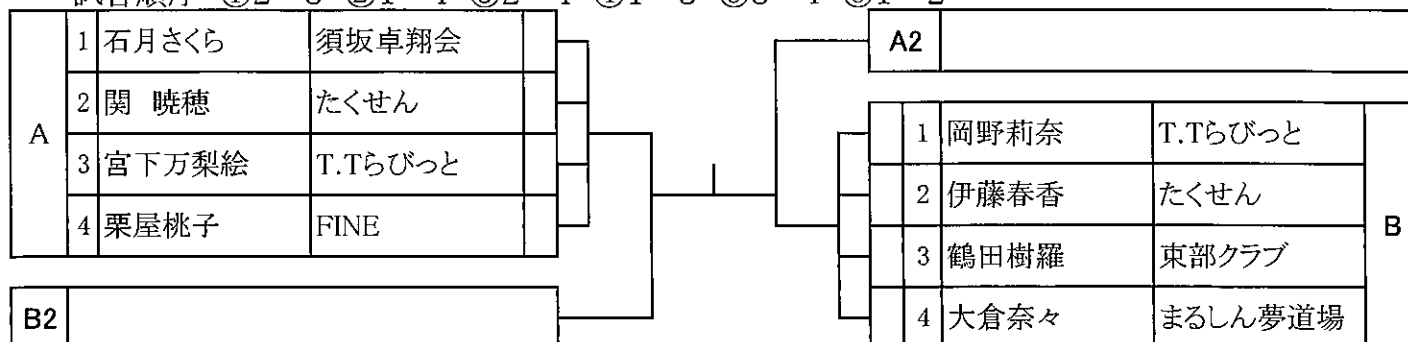 A
1 石月さくら 須坂卓翔会
2 関 暁穂 たくせん
3 宮下万梨絵 T.Tらびっと
4 栗屋桃子 FINE
B2
A2
1 岡野莉奈 T.Tらびっと
2 伊藤春香 たくせん
3 鶴田樹羅 東部クラブ
4 大倉奈々 まるしん夢道場
B